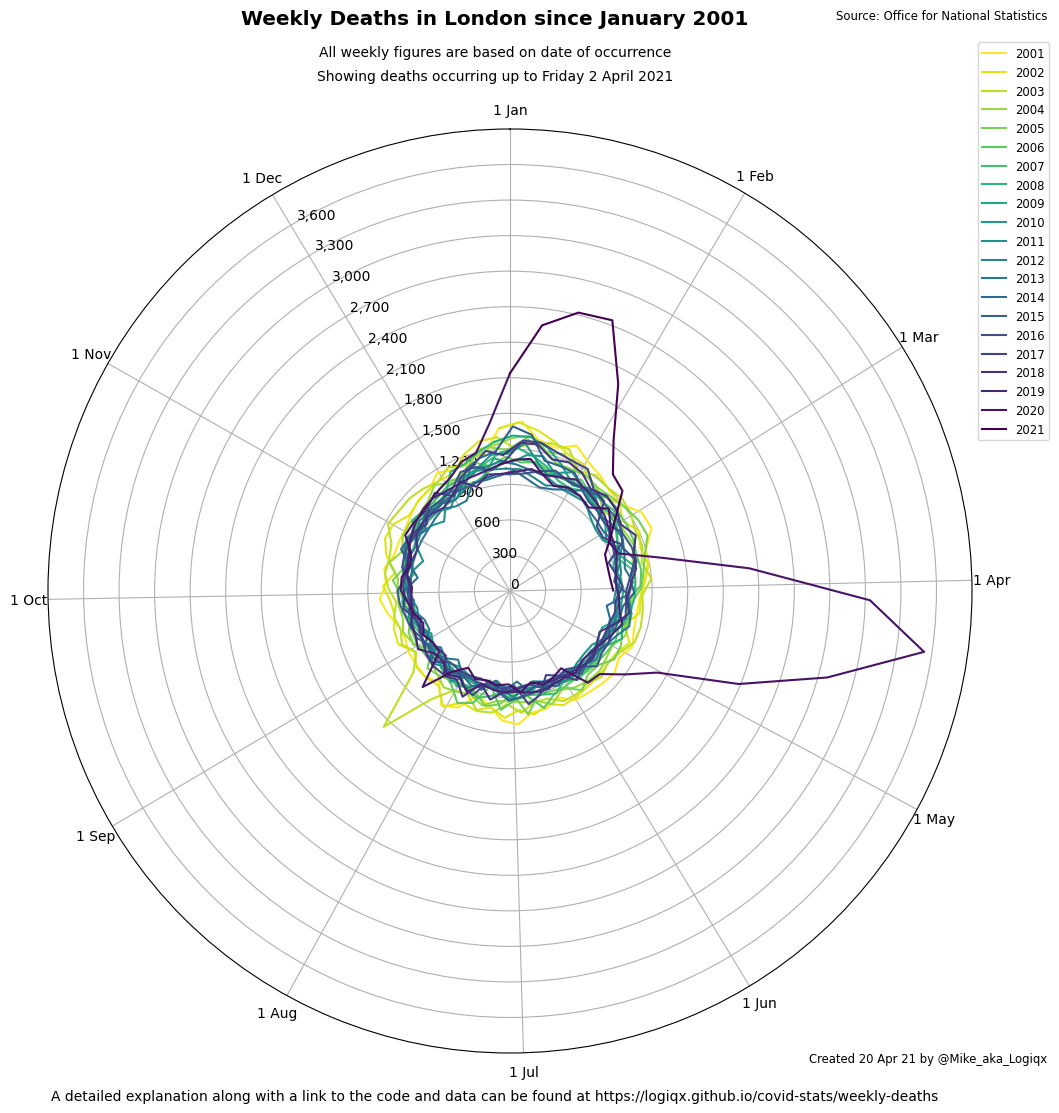 Weekly Deaths in London since January 2001
Source: Office for National Statistics
All weekly figures are based on date of occurrence
Showing deaths occurring up to Friday 2 April 2021
2001
2002
2003
2004
2005
2006
2007
2008
2009
2010
2011
2012
2013
2014
2015
2016
2017
2018
2019
2020
2021
1 Jan
1 Feb
1 Mar
1 Apr
1 May
1 Jun
1 Jul
1 Aug
1 Sep
1 Oct
1 Nov
1 Dec
3,600
3,300
3,000
2,700
2,400
2,100
1,800
1,500
1,200
900
600
300
0
Created 20 Apr 21 by @Mike_aka_Logiqx
A detailed explanation along with a link to the code and data can be found at https://logiqx.github.io/covid-stats/weekly-deaths